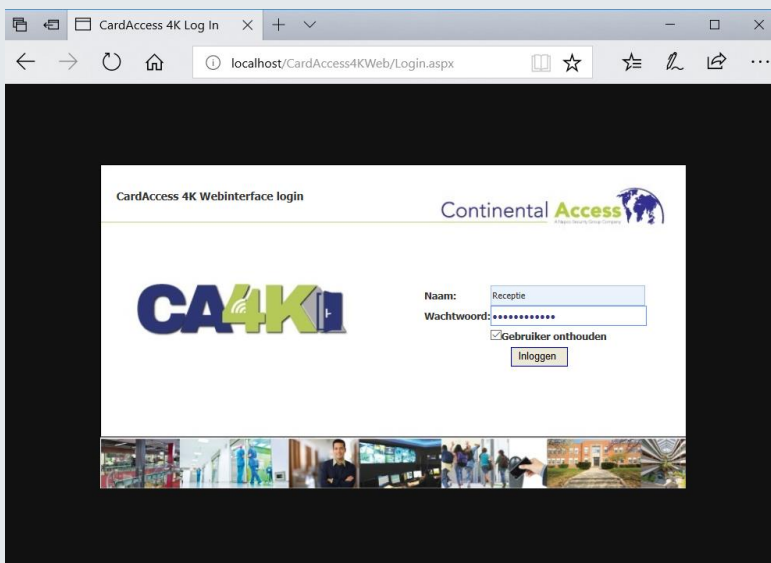 CardAccess 4K Log In
localhost/CardAccess4KWeb/Login.aspx
CardAccess 4K Webinterface login
Continental Access
CA4K
Naam: Receptie
Wachtwoord: ••••••••••••
Gebruiker onthouden
Inloggen